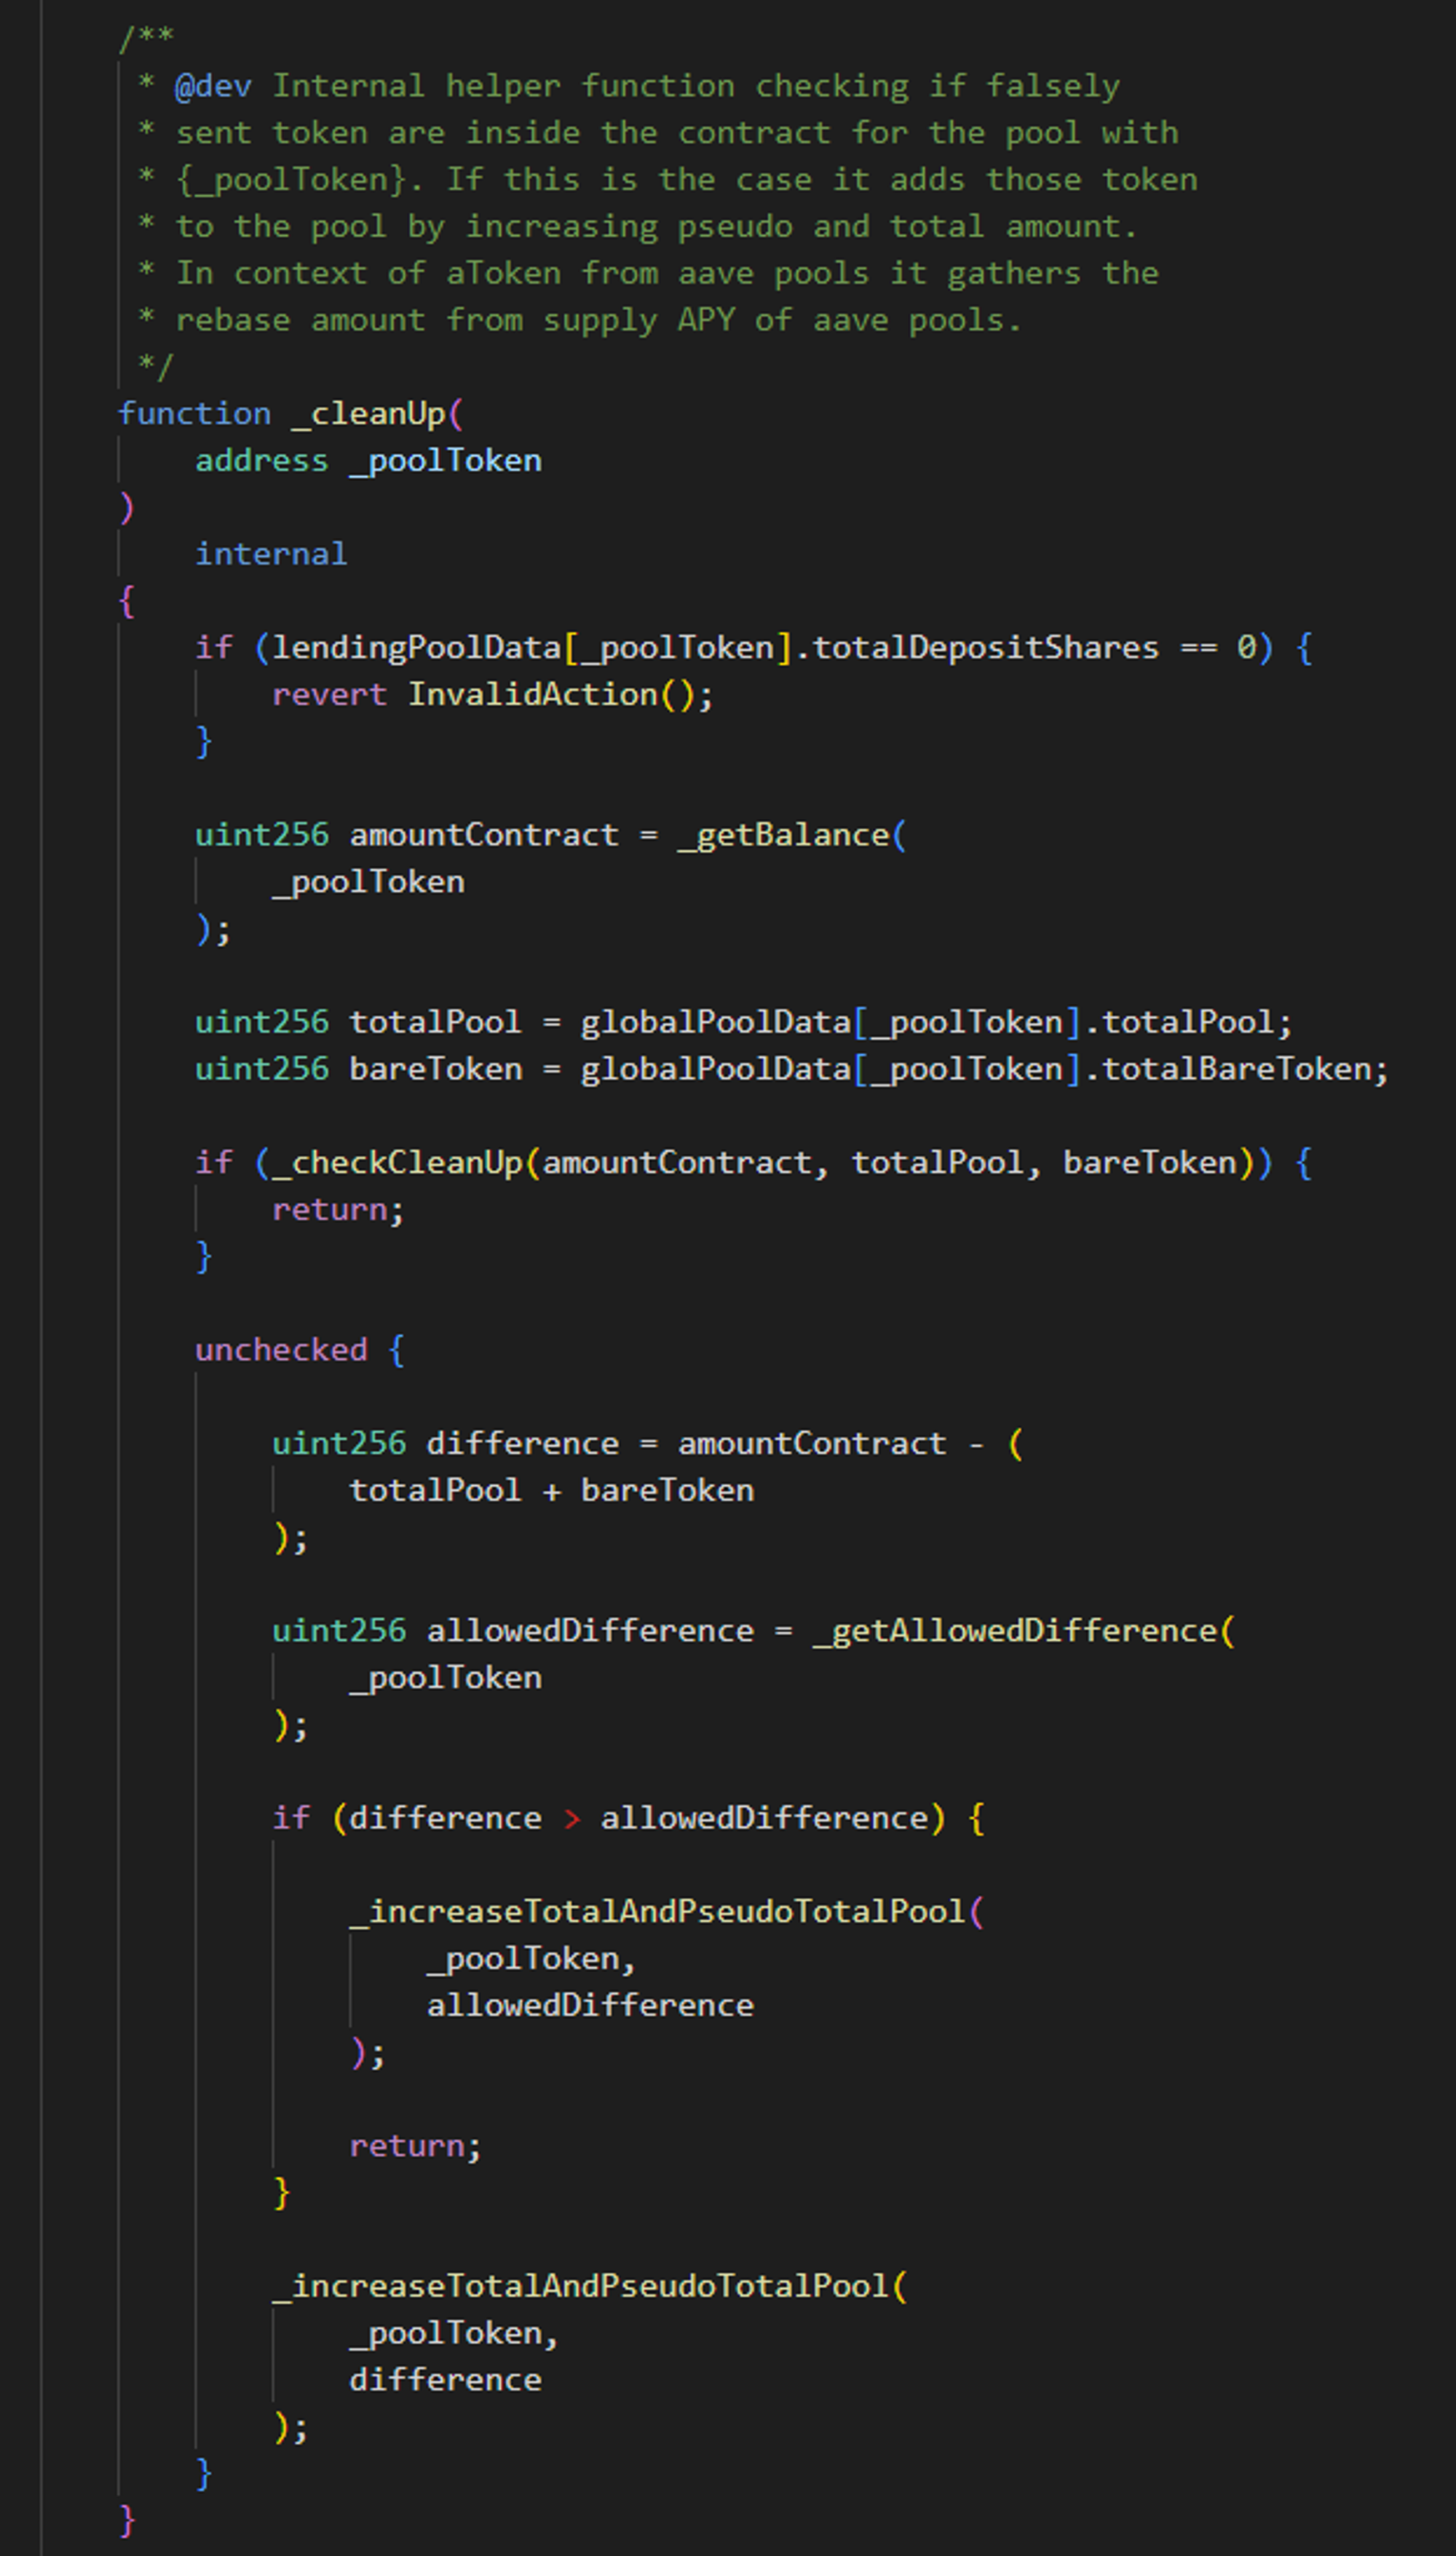 /**
 * @dev Internal helper function checking if falsely
 * sent token are inside the contract for the pool with
 * {_poolToken}. If this is the case it adds those token
 * to the pool by increasing pseudo and total amount.
 * In context of aToken from aave pools it gathers the
 * rebase amount from supply APY of aave pools.
 */
function _cleanUp(
    address _poolToken
)
    internal
{
    if (lendingPoolData[_poolToken].totalDepositShares == 0) {
        revert InvalidAction();
    }

    uint256 amountContract = _getBalance(
        _poolToken
    );

    uint256 totalPool = globalPoolData[_poolToken].totalPool;
    uint256 bareToken = globalPoolData[_poolToken].totalBareToken;

    if (_checkCleanUp(amountContract, totalPool, bareToken)) {
        return;
    }

    unchecked {

        uint256 difference = amountContract - (
            totalPool + bareToken
        );

        uint256 allowedDifference = _getAllowedDifference(
            _poolToken
        );

        if (difference > allowedDifference) {

            _increaseTotalAndPseudoTotalPool(
                _poolToken,
                allowedDifference
            );

            return;
        }

        _increaseTotalAndPseudoTotalPool(
            _poolToken,
            difference
        );
    }
}